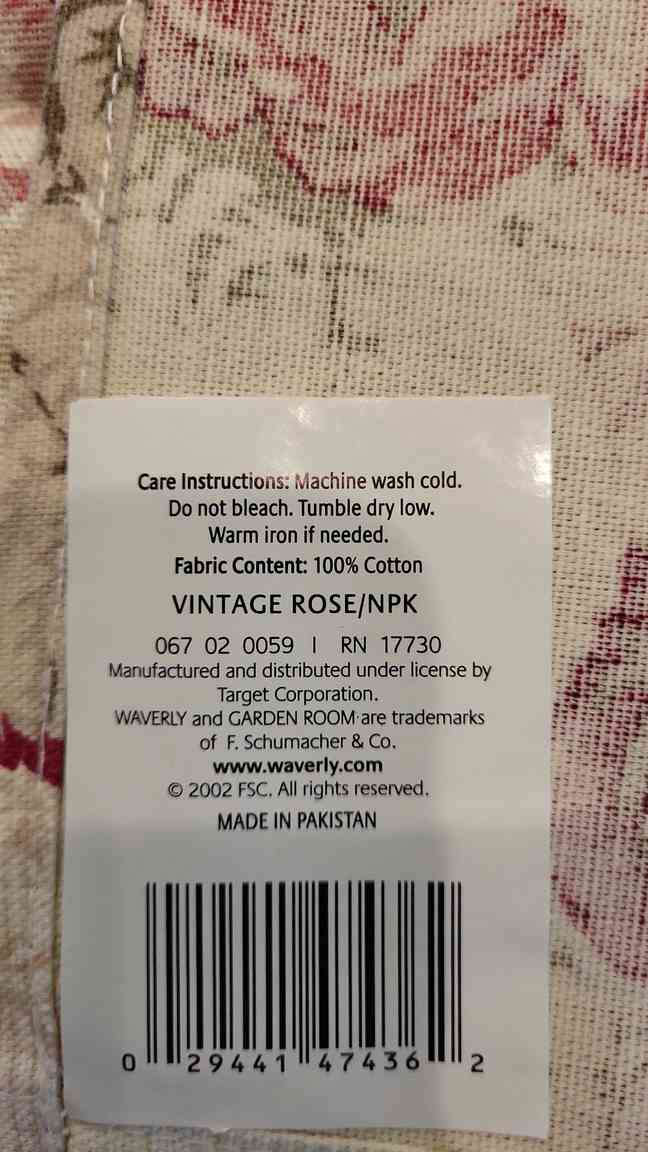 Care Instructions: Machine wash cold.
Do not bleach. Tumble dry low.
Warm iron if needed.
Fabric Content: 100% Cotton
VINTAGE ROSE/NPK
067 02 0059 | RN 17730
Manufactured and distributed under license by
Target Corporation.
WAVERLY and GARDEN ROOM are trademarks
of F. Schumacher & Co.
www.waverly.com
© 2002 FSC. All rights reserved.
MADE IN PAKISTAN
0 29441 47436 2